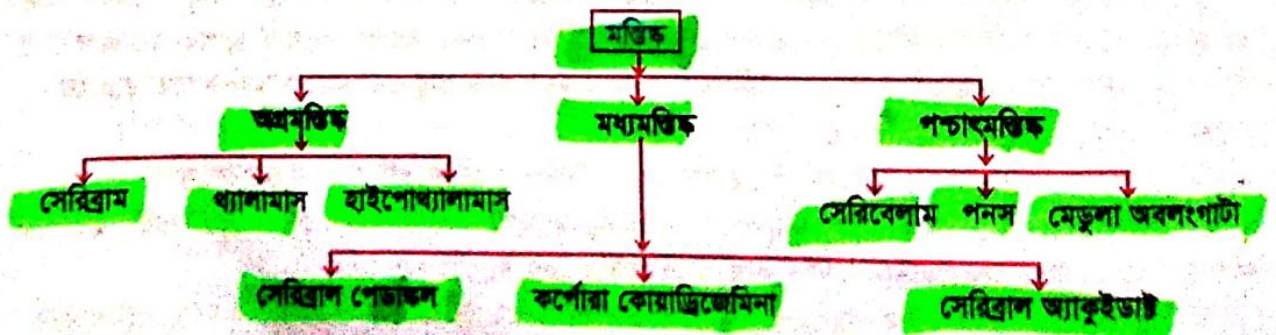 মস্তিষ্ক
অগ্রমস্তিষ্ক মধ্যমস্তিষ্ক পশ্চাৎমস্তিষ্ক
সেরিব্রাম থ্যালামাস হাইপোথ্যালামাস সেরিবেলাম পনস মেডুলা অবলংগাটা
সেরিব্রাল পেডাঙ্কল কর্পোরা কোয়াড্রিজেমিনা সেরিব্রাল অ্যাকুইডাক্ট